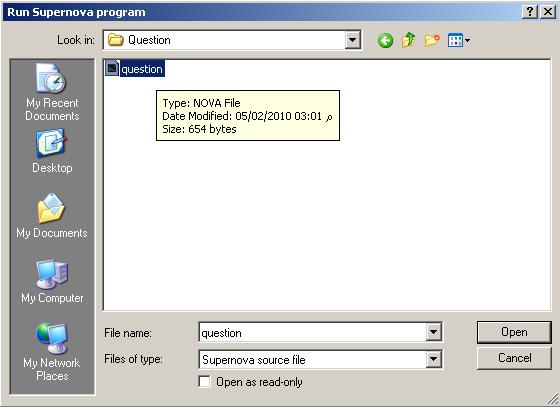 Run Supernova program
Look in: Question
question
Type: NOVA File
Date Modified: 05/02/2010 03:01 م
Size: 654 bytes
My Recent
Documents
Desktop
My Documents
My Computer
My Network
Places
File name: question Open
Files of type: Supernova source file Cancel
Open as read-only